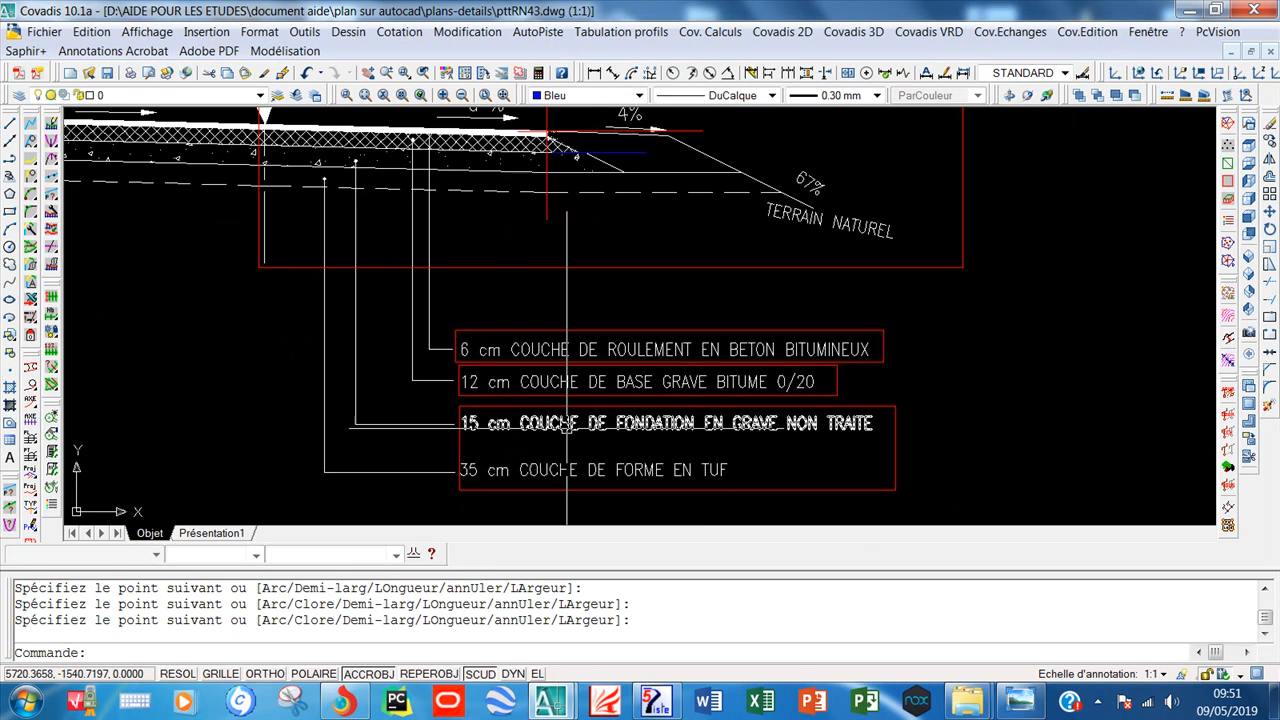 Covadis 10.1a - [D:\AIDE POUR LES ETUDES\document aide\plan sur autocad\plans-details\pttRN43.dwg ]
Fichier Edition Affichage Insertion Format Outils Dessin Cotation Modification AutoPiste Tabulation profils Cov. Calculs Covadis 2D Covadis 3D Covadis VRD Cov.Echanges Cov.Edition Fenêtre ?
Saphir+ Annotations Acrobat Adobe PDF Modélisation PcVision
STANDARD
0 Bleu DuCalque 0.30 mm ParCouleur
4%
67%
TERRAIN NATUREL
6 cm COUCHE DE ROULEMENT EN BETON BITUMINEUX
12 cm COUCHE DE BASE GRAVE BITUME 0/20
15 cm COUCHE DE FONDATION EN GRAVE NON TRAITE
35 cm COUCHE DE FORME EN TUF
Y
X
Objet Présentation1
Spécifiez le point suivant ou [Arc/Demi-larg/LOngueur/annUler/LArgeur]:
Spécifiez le point suivant ou [Arc/Clore/Demi-larg/LOngueur/annUler/LArgeur]:
Spécifiez le point suivant ou [Arc/Clore/Demi-larg/LOngueur/annUler/LArgeur]:
Commande:
5720.3658, -1540.7197, 0.0000 RESOL GRILLE ORTHO POLAIRE ACCROBJ REPEROBJ SCUD DYN EL Echelle d'annotation: 1:1
09:51
09/05/2019